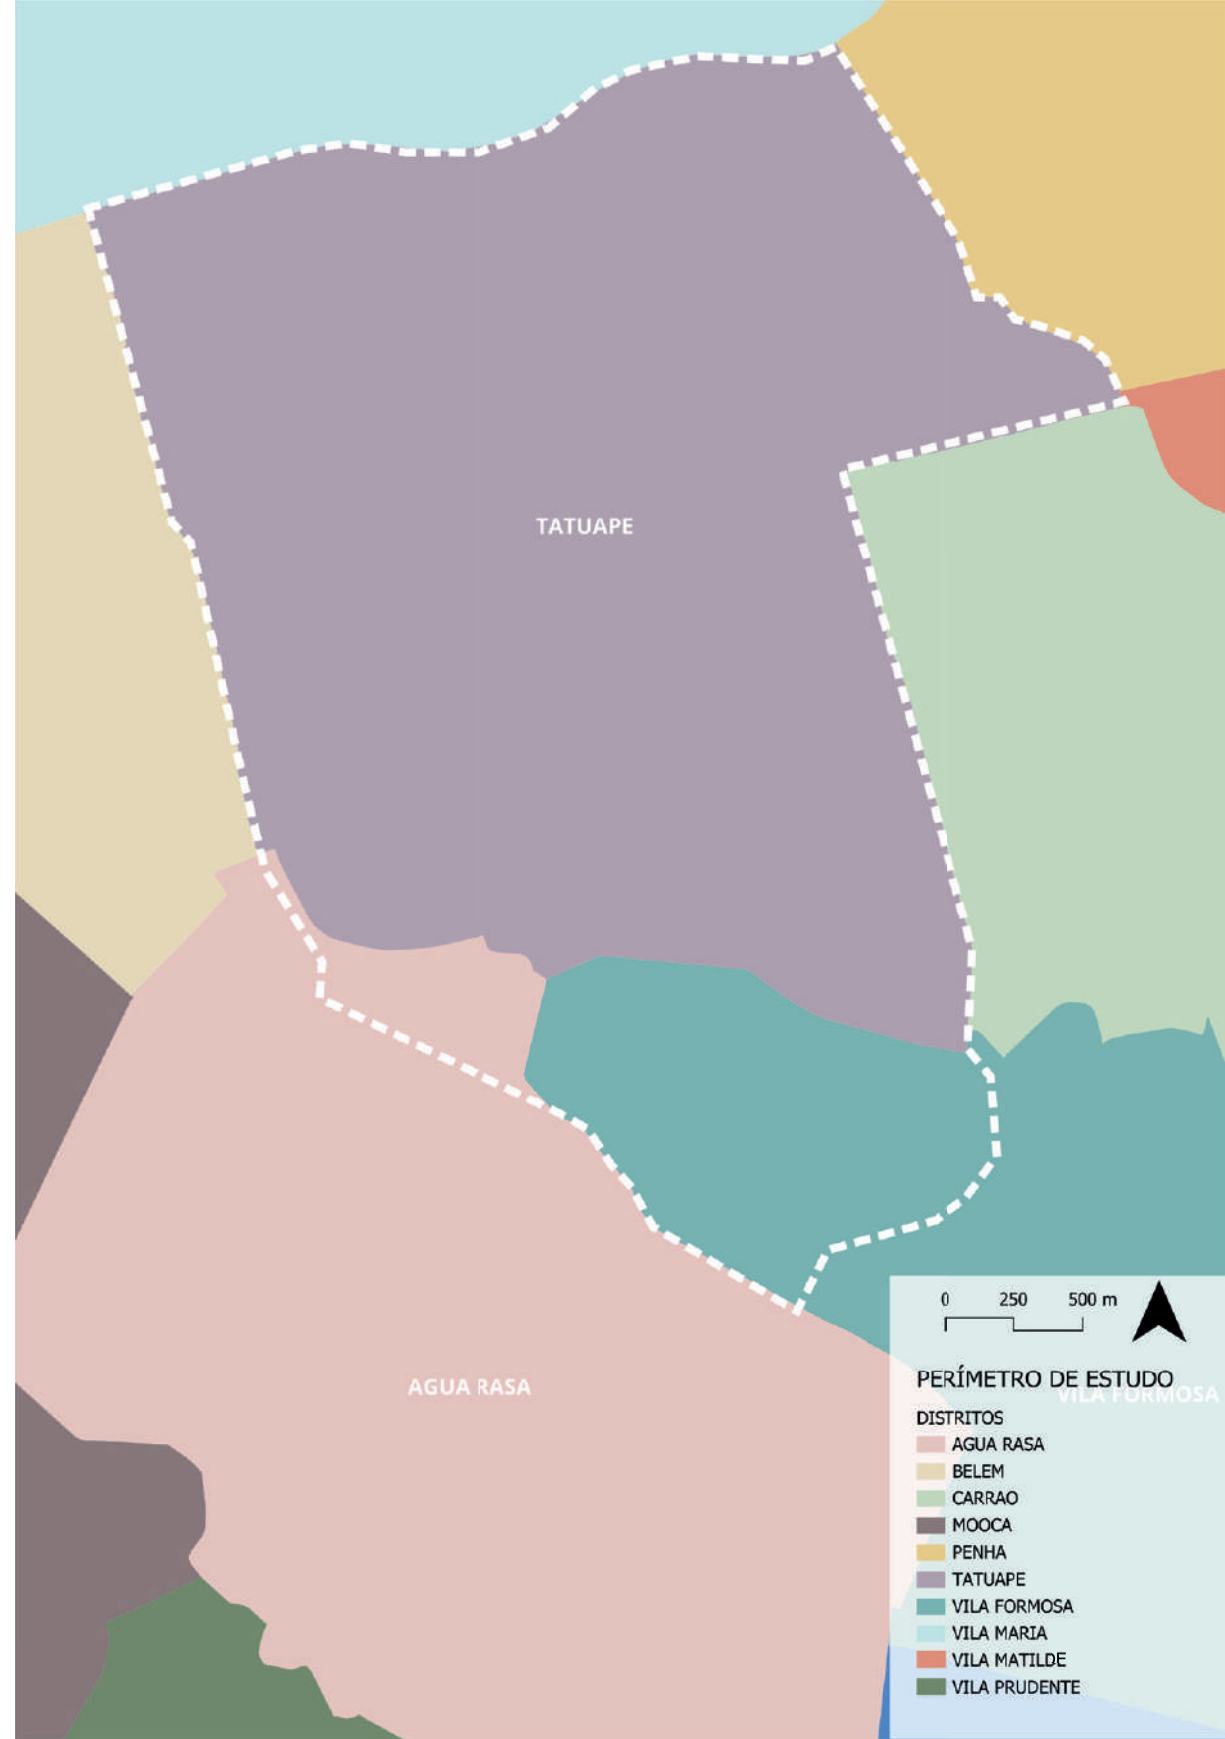 TATUAPE
AGUA RASA
0 250 500 m
PERÍMETRO DE ESTUDO
VILA FORMOSA
DISTRITOS
AGUA RASA
BELEM
CARRAO
MOOCA
PENHA
TATUAPE
VILA FORMOSA
VILA MARIA
VILA MATILDE
VILA PRUDENTE